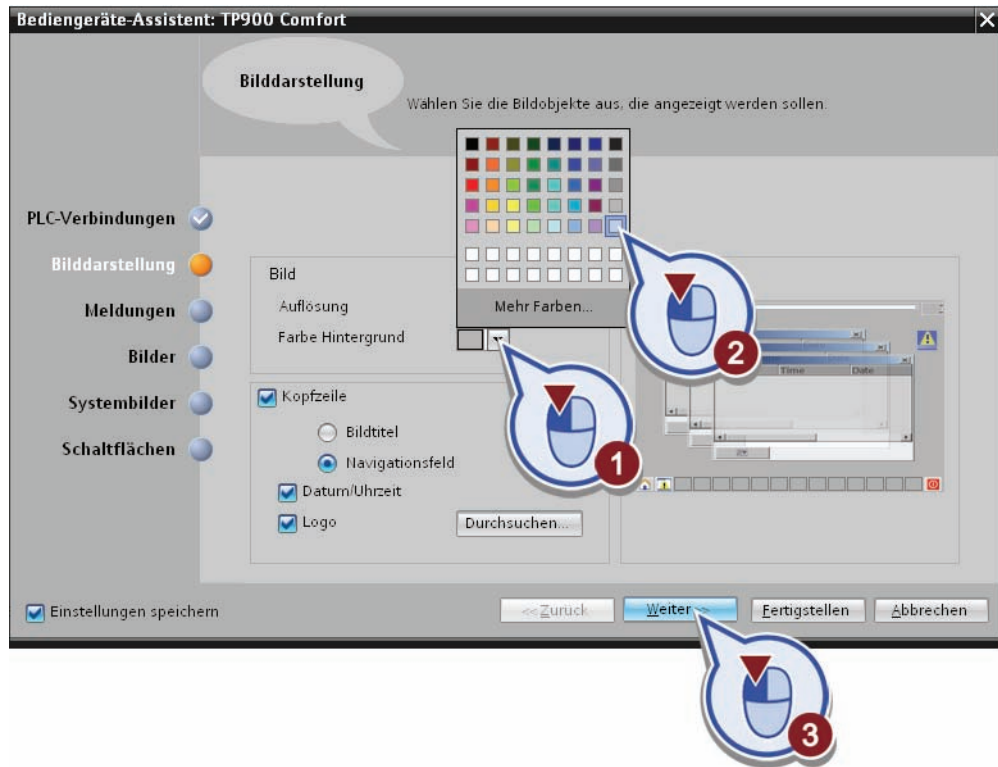 Bediengeräte-Assistent: TP900 Comfort
Bilddarstellung
Wählen Sie die Bildobjekte aus, die angezeigt werden sollen.
PLC-Verbindungen
Bilddarstellung
Meldungen
Bilder
Systembilder
Schaltflächen
Bild
Auflösung
Farbe Hintergrund
Mehr Farben...
2
1
Kopfzeile
Bildtitel
Navigationsfeld
Datum/Uhrzeit
Logo
Durchsuchen...
Time
Date
Einstellungen speichern
<<Zurück
Weiter>>
Fertigstellen
Abbrechen
3